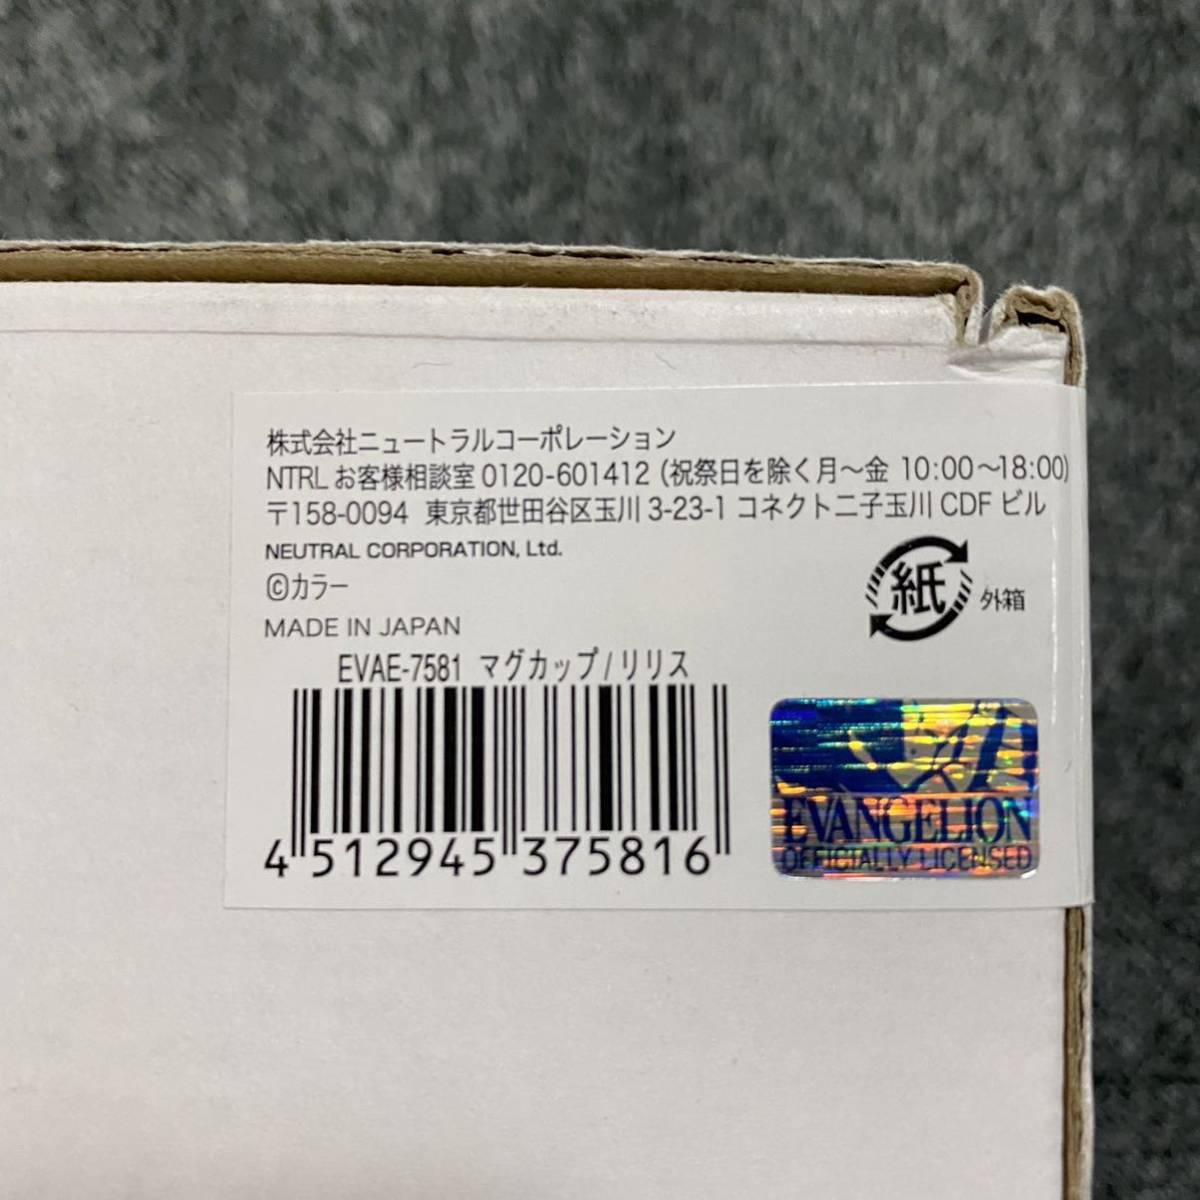 株式会社ニュートラルコーポレーション
NTRLお客様相談室 0120-601412 (祝祭日を除く月〜金 10:00〜18:00)
〒158-0094 東京都世田谷区玉川 3-23-1 コネクト二子玉川 CDF ビル
NEUTRAL CORPORATION, Ltd.
©カラー
MADE IN JAPAN
紙 外箱
EVAE-7581 マグカップ/リリス
4 512945 375816
EVANGELION
OFFICIALLY LICENSED